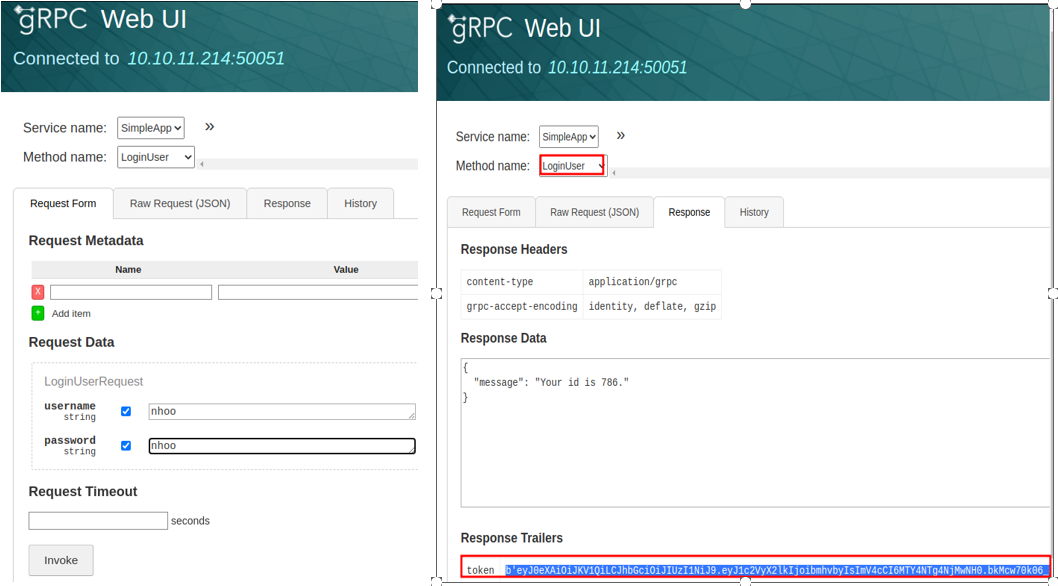 gRPC Web UI
Connected to 10.10.11.214:50051
Service name: SimpleApp »
Method name: LoginUser
Request Form Raw Request (JSON) Response History
Request Metadata
Name Value
X
+ Add item
Request Data
LoginUserRequest
username nhoo
string
password nhoo
string
Request Timeout
seconds
Invoke
gRPC Web UI
Connected to 10.10.11.214:50051
Service name: SimpleApp »
Method name: LoginUser
Request Form Raw Request (JSON) Response History
Response Headers
content-type application/grpc
grpc-accept-encoding identity, deflate, gzip
Response Data
{
"message": "Your id is 786."
}
Response Trailers
token b'eyJ0eXAiOiJKV1QiLCJhbGciOiJIUzI1NiJ9.eyJ1c2VyX2lkIjoibmhvbyIsImV4cCI6MTY4NTg4NjMwNH0.bkMcw70k06_